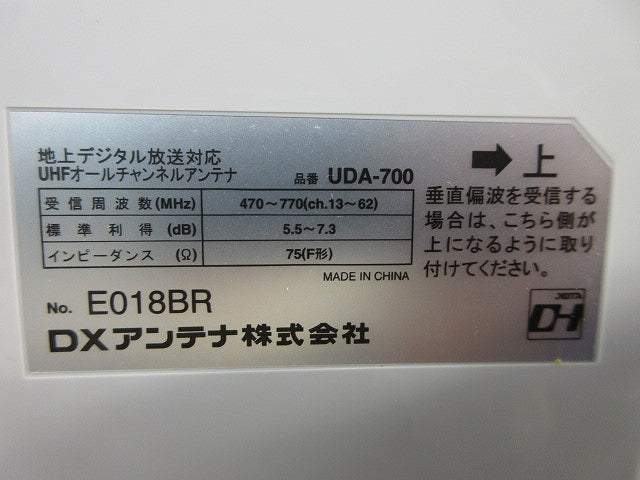 地上デジタル放送対応
UHFオールチャンネルアンテナ 品番 UDA-700
受信周波数(MHz) 470～770(ch.13～62)
標準利得(dB) 5.5～7.3
インピーダンス(Ω) 75(F形)
MADE IN CHINA
No. E018BR
DXアンテナ株式会社
➡上
垂直偏波を受信する
場合は、こちら側が
上になるように取り
付けてください。
JEITA
DH